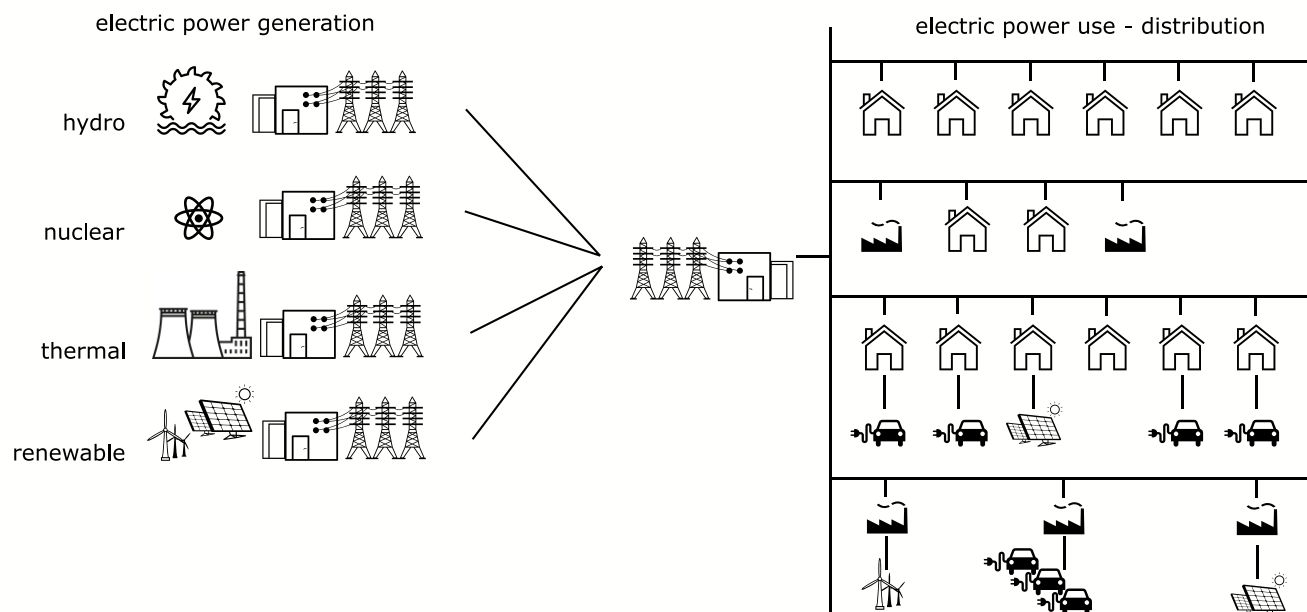 electric power generation
electric power use - distribution
hydro
nuclear
thermal
renewable